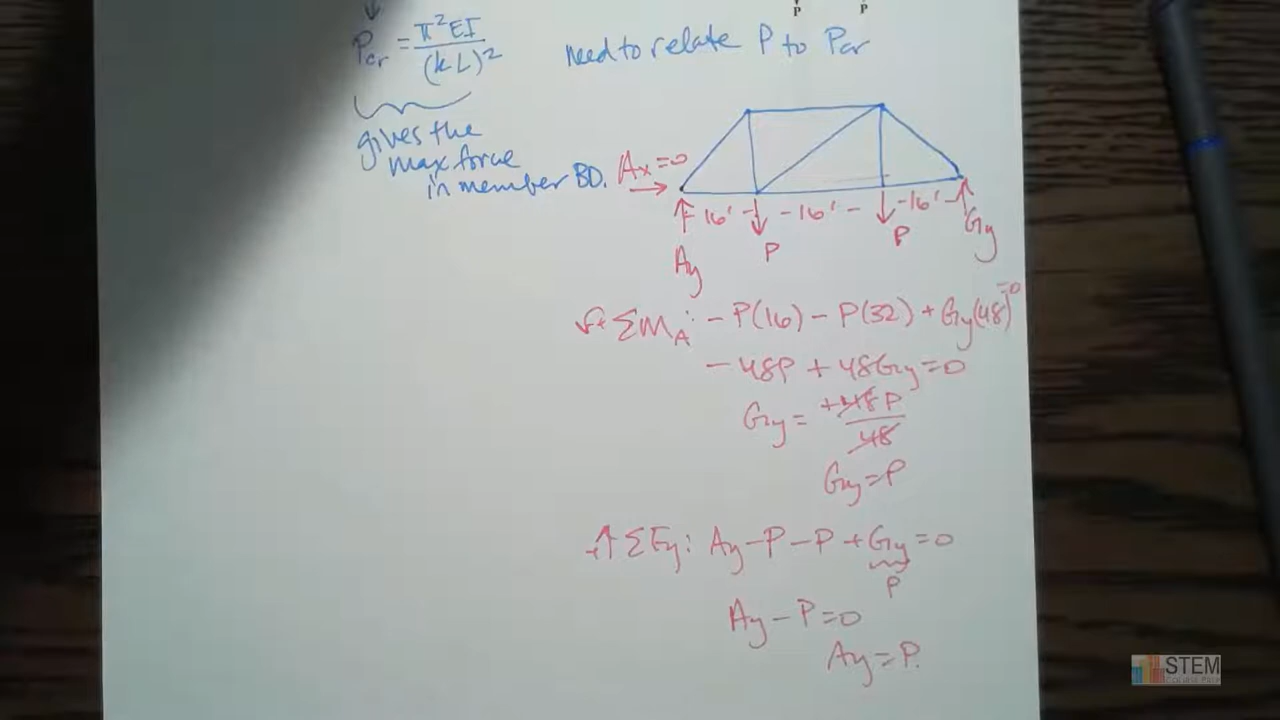 P P
Pcr = π²EI / (kL)²
Need to relate P to Pcr
gives the
max force
in member BD.
Ax=0
16' - 16' - 16'
P P Gy
Ay
+ ΣMA: - P(16) - P(32) + Gy(48) =0
- 48P + 48Gy = 0
Gy = +48P / 48
Gy = P
+↑ ΣFy: Ay - P - P + Gy = 0
P
Ay - P = 0
Ay = P.
STEM